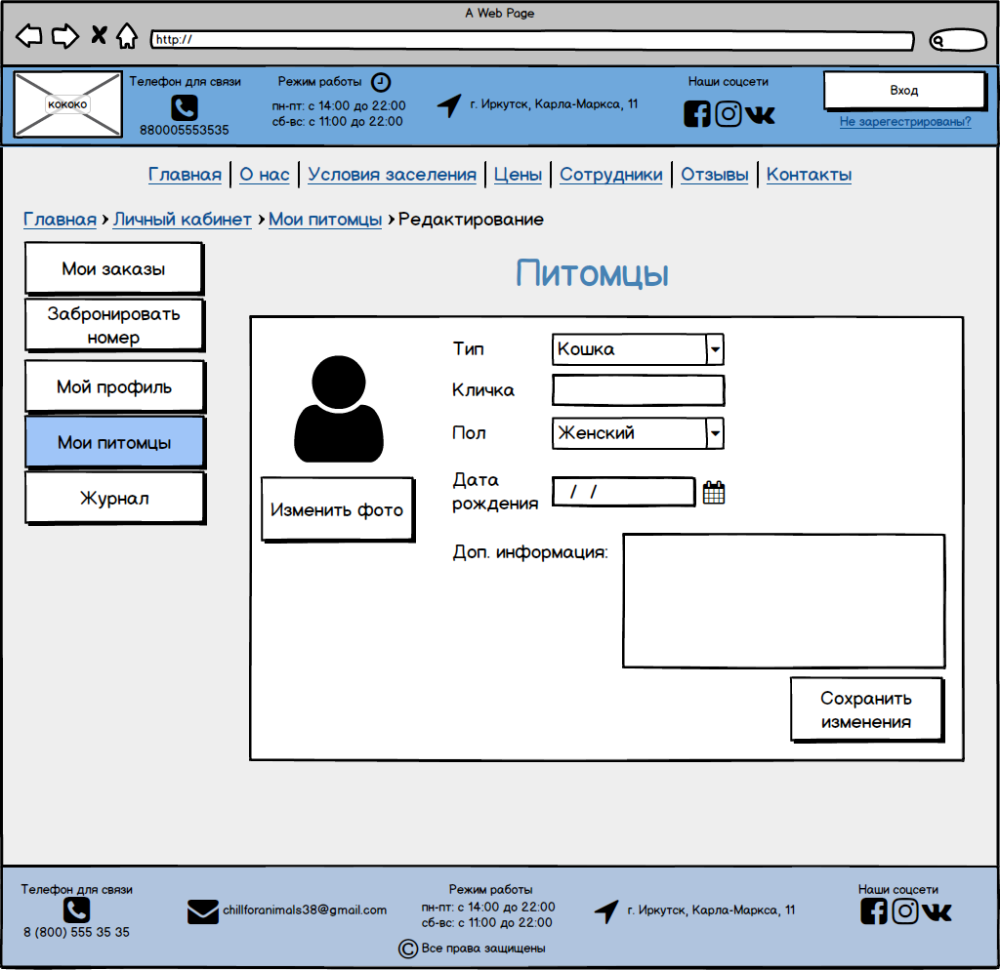 A Web Page
http://
кококо
Телефон для связи
880005553535
Режим работы
пн-пт: с 14:00 до 22:00
сб-вс: с 11:00 до 22:00
г. Иркутск, Карла-Маркса, 11
Наши соцсети
Вход
Не зарегестрированы?
Главная
О нас
Условия заселения
Цены
Сотрудники
Отзывы
Контакты
Главная › Личный кабинет › Мои питомцы › Редактирование
Мои заказы
Забронировать
номер
Мой профиль
Мои питомцы
Журнал
Питомцы
Изменить фото
Тип
Кошка
Кличка
Пол
Женский
Дата
рождения
/ /
Доп. информация:
Сохранить
изменения
Телефон для связи
8 (800) 555 35 35
chillforanimals38@gmail.com
Режим работы
пн-пт: с 14:00 до 22:00
сб-вс: с 11:00 до 22:00
г. Иркутск, Карла-Маркса, 11
Наши соцсети
© Все права защищены